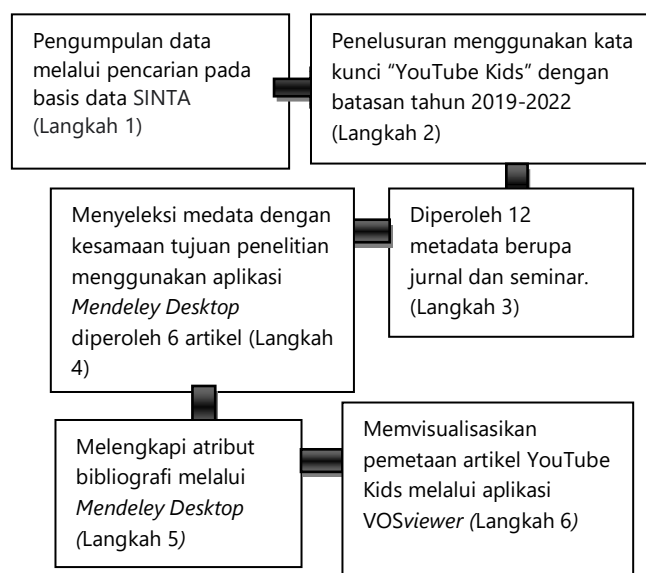 Pengumpulan data
melalui pencarian pada
basis data SINTA
(Langkah 1)
Penelusuran menggunakan kata
kunci “YouTube Kids” dengan
batasan tahun 2019-2022
(Langkah 2)
Diperoleh 12
metadata berupa
jurnal dan seminar.
(Langkah 3)
Menyeleksi medata dengan
kesamaan tujuan penelitian
menggunakan aplikasi
Mendeley Desktop
diperoleh 6 artikel (Langkah
4)
Melengkapi atribut
bibliografi melalui
Mendeley Desktop
(Langkah 5)
Memvisualisasikan
pemetaan artikel YouTube
Kids melalui aplikasi
VOSviewer (Langkah 6)